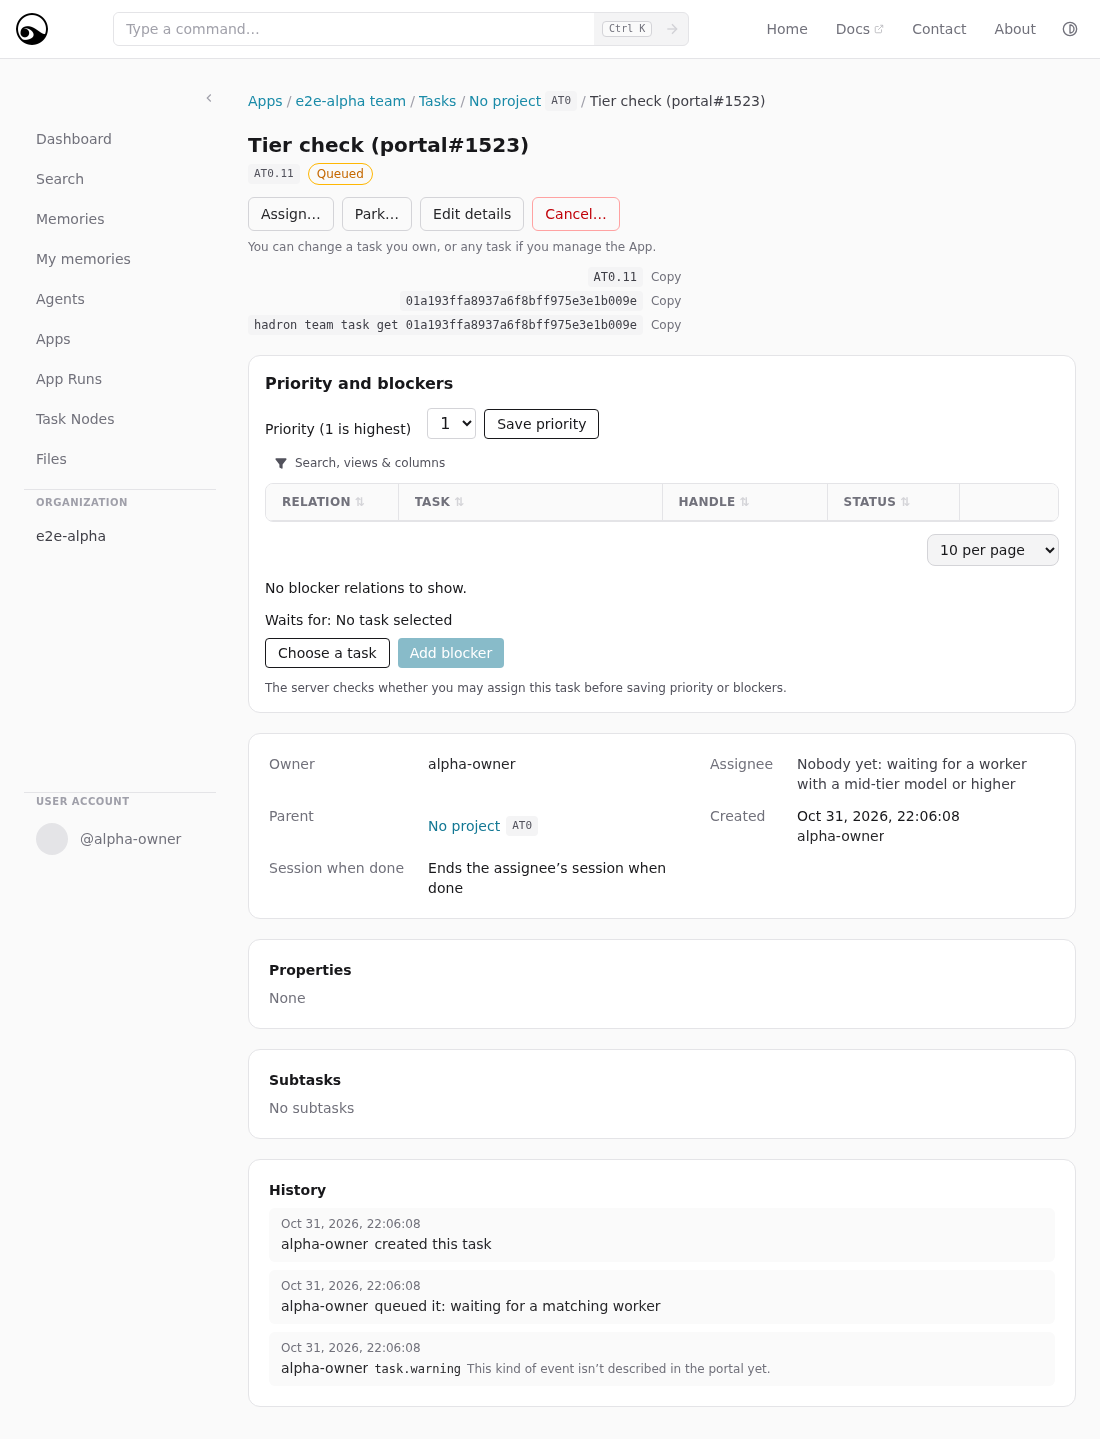 Type a command...
Ctrl K
Home
Docs
Contact
About
Dashboard
Search
Memories
My memories
Agents
Apps
App Runs
Task Nodes
Files
ORGANIZATION
e2e-alpha
USER ACCOUNT
@alpha-owner
Apps / e2e-alpha team / Tasks / No project AT0 / Tier check (portal#1523)
Tier check (portal#1523)
AT0.11 Queued
Assign… Park… Edit details Cancel…
You can change a task you own, or any task if you manage the App.
AT0.11 Copy
01a193ffa8937a6f8bff975e3e1b009e Copy
hadron team task get 01a193ffa8937a6f8bff975e3e1b009e Copy
Priority and blockers
Priority (1 is highest) 1 Save priority
Search, views & columns
RELATION TASK HANDLE STATUS
10 per page
No blocker relations to show.
Waits for: No task selected
Choose a task Add blocker
The server checks whether you may assign this task before saving priority or blockers.
Owner alpha-owner
Assignee Nobody yet: waiting for a worker
with a mid-tier model or higher
Parent No project AT0
Created Oct 31, 2026, 22:06:08
alpha-owner
Session when done Ends the assignee’s session when
done
Properties
None
Subtasks
No subtasks
History
Oct 31, 2026, 22:06:08
alpha-owner created this task
Oct 31, 2026, 22:06:08
alpha-owner queued it: waiting for a matching worker
Oct 31, 2026, 22:06:08
alpha-owner task.warning This kind of event isn’t described in the portal yet.